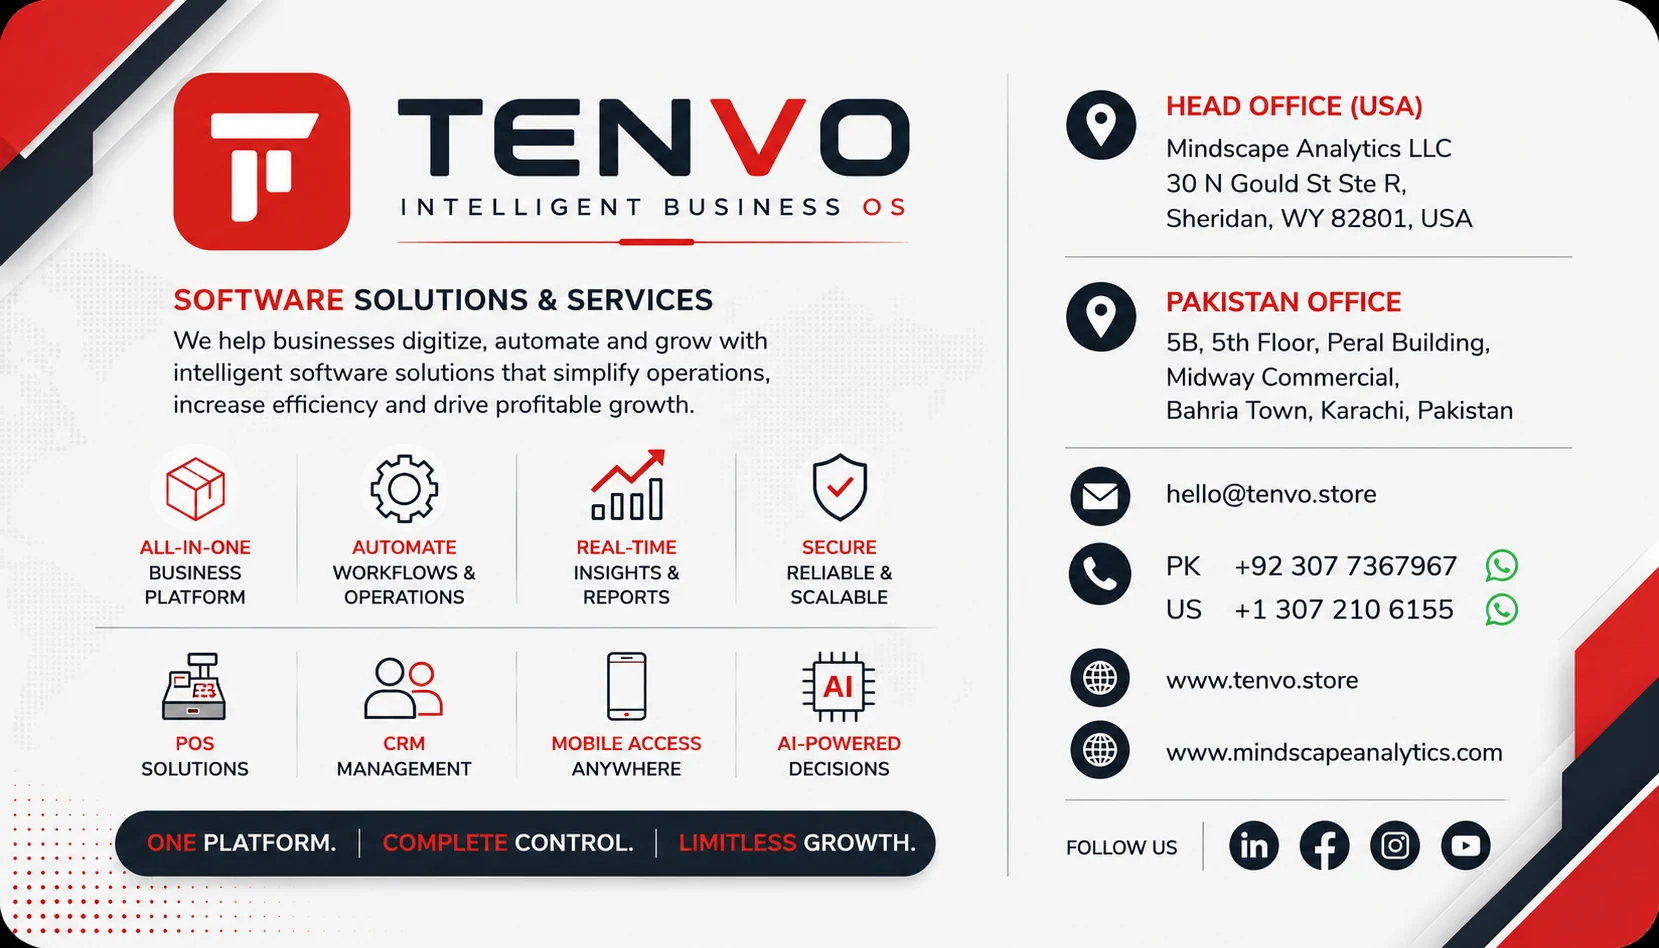 TENVO
INTELLIGENT BUSINESS OS
SOFTWARE SOLUTIONS & SERVICES
We help businesses digitize, automate and grow with
intelligent software solutions that simplify operations,
increase efficiency and drive profitable growth.
ALL-IN-ONE
BUSINESS
PLATFORM
AUTOMATE
WORKFLOWS &
OPERATIONS
REAL-TIME
INSIGHTS &
REPORTS
SECURE
RELIABLE &
SCALABLE
POS
SOLUTIONS
CRM
MANAGEMENT
MOBILE ACCESS
ANYWHERE
AI
AI-POWERED
DECISIONS
ONE PLATFORM. | COMPLETE CONTROL. | LIMITLESS GROWTH.
HEAD OFFICE (USA)
Mindscape Analytics LLC
30 N Gould St Ste R,
Sheridan, WY 82801, USA
PAKISTAN OFFICE
5B, 5th Floor, Peral Building,
Midway Commercial,
Bahria Town, Karachi, Pakistan
hello@tenvo.store
PK +92 307 7367967
US +1 307 210 6155
www.tenvo.store
www.mindscapeanalytics.com
FOLLOW US